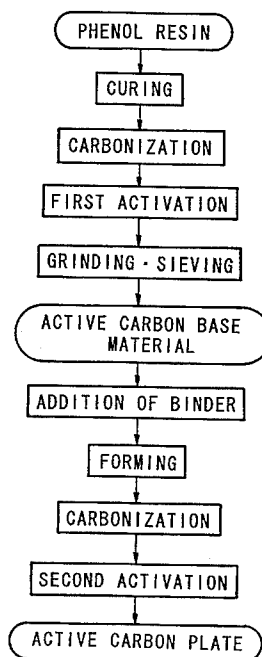 PHENOL RESIN
CURING
CARBONIZATION
FIRST ACTIVATION
GRINDING · SIEVING
ACTIVE CARBON BASE
MATERIAL
ADDITION OF BINDER
FORMING
CARBONIZATION
SECOND ACTIVATION
ACTIVE CARBON PLATE